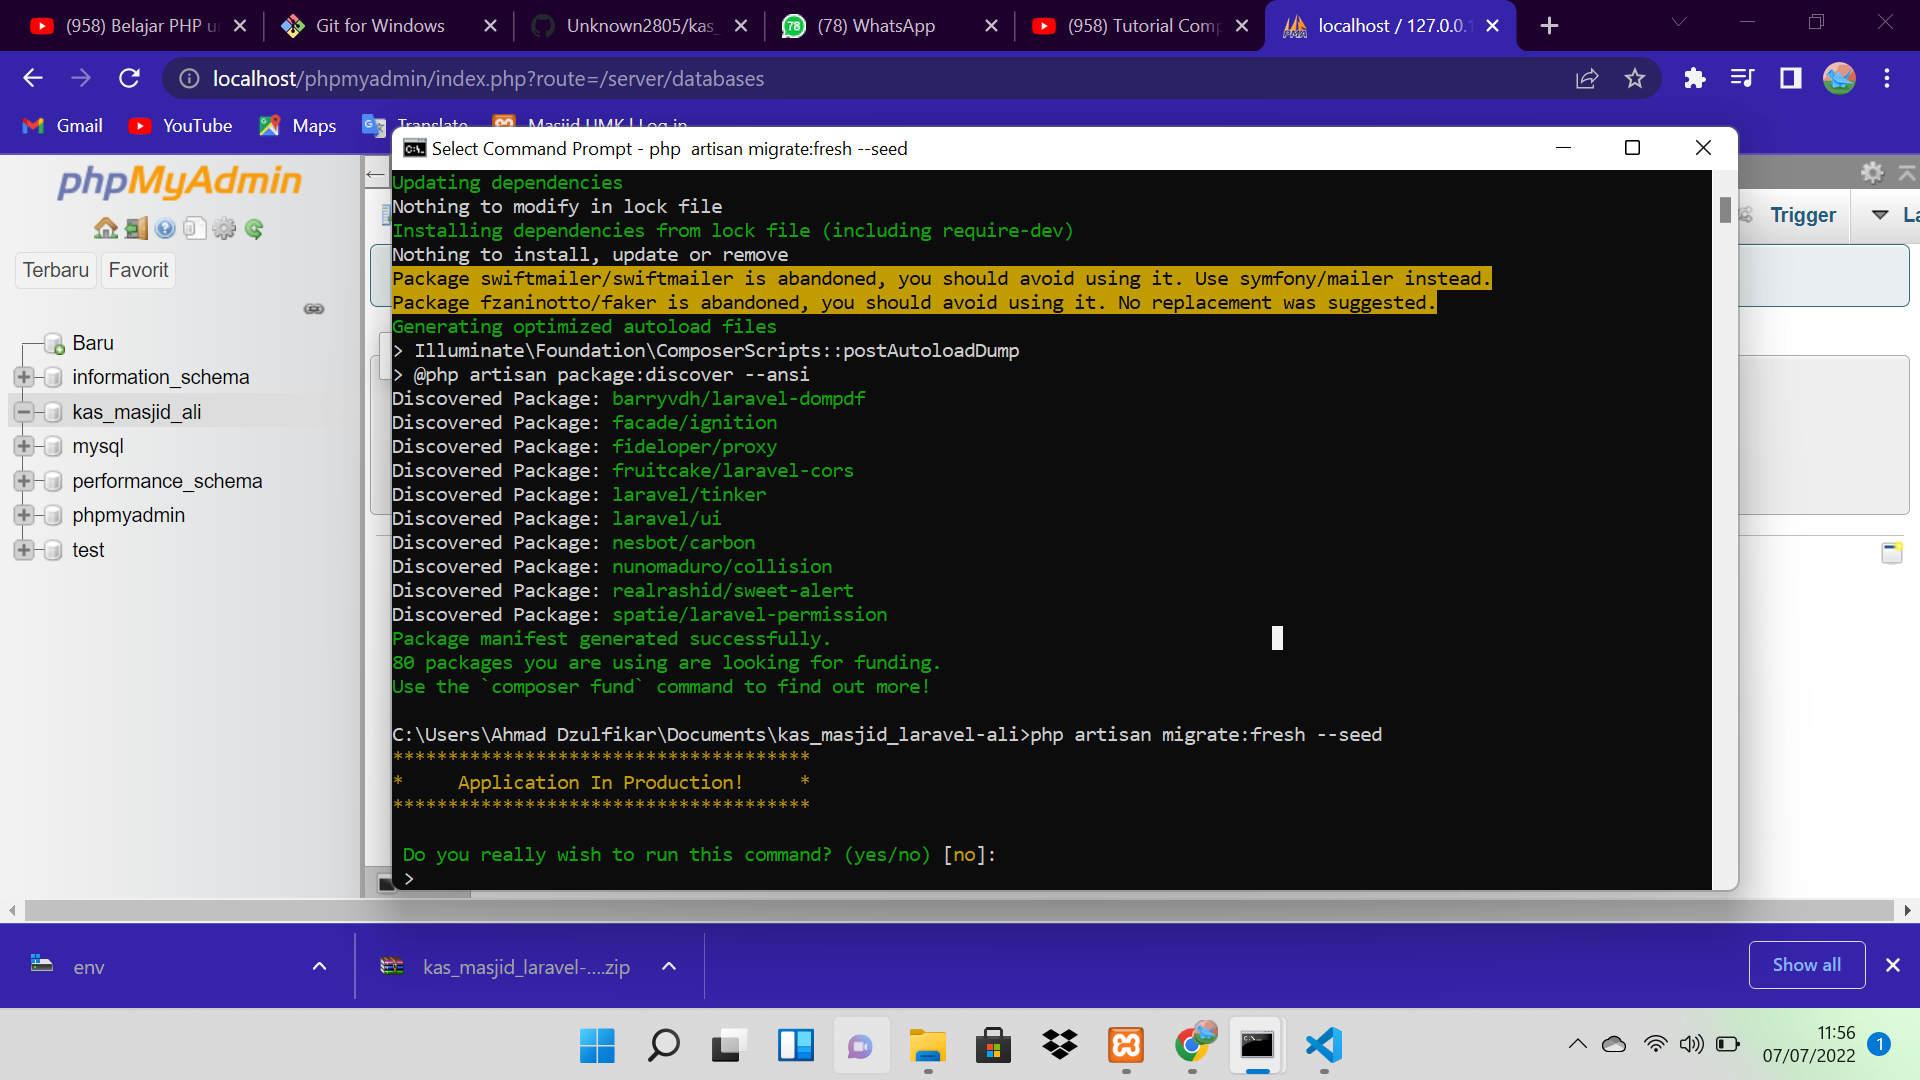 (958) Belajar PHP u
Git for Windows
Unknown2805/kas_
78
(78) WhatsApp
(958) Tutorial Comp
localhost / 127.0.0.1
localhost/phpmyadmin/index.php?route=/server/databases
Gmail
YouTube
Maps
Translate
Masjid UMK | Log in
Select Command Prompt - php  artisan migrate:fresh --seed
phpMyAdmin
Terbaru
Favorit
Baru
information_schema
kas_masjid_ali
mysql
performance_schema
phpmyadmin
test
Trigger
La
Updating dependencies
Nothing to modify in lock file
Installing dependencies from lock file (including require-dev)
Nothing to install, update or remove
Package swiftmailer/swiftmailer is abandoned, you should avoid using it. Use symfony/mailer instead.
Package fzaninotto/faker is abandoned, you should avoid using it. No replacement was suggested.
Generating optimized autoload files
> Illuminate\Foundation\ComposerScripts::postAutoloadDump
> @php artisan package:discover --ansi
Discovered Package: barryvdh/laravel-dompdf
Discovered Package: facade/ignition
Discovered Package: fideloper/proxy
Discovered Package: fruitcake/laravel-cors
Discovered Package: laravel/tinker
Discovered Package: laravel/ui
Discovered Package: nesbot/carbon
Discovered Package: nunomaduro/collision
Discovered Package: realrashid/sweet-alert
Discovered Package: spatie/laravel-permission
Package manifest generated successfully.
80 packages you are using are looking for funding.
Use the `composer fund` command to find out more!
C:\Users\Ahmad Dzulfikar\Documents\kas_masjid_laravel-ali>php artisan migrate:fresh --seed
**************************************
*     Application In Production!     *
**************************************
Do you really wish to run this command? (yes/no) [no]:
>
env
kas_masjid_laravel-....zip
Show all
11:56
07/07/2022
1